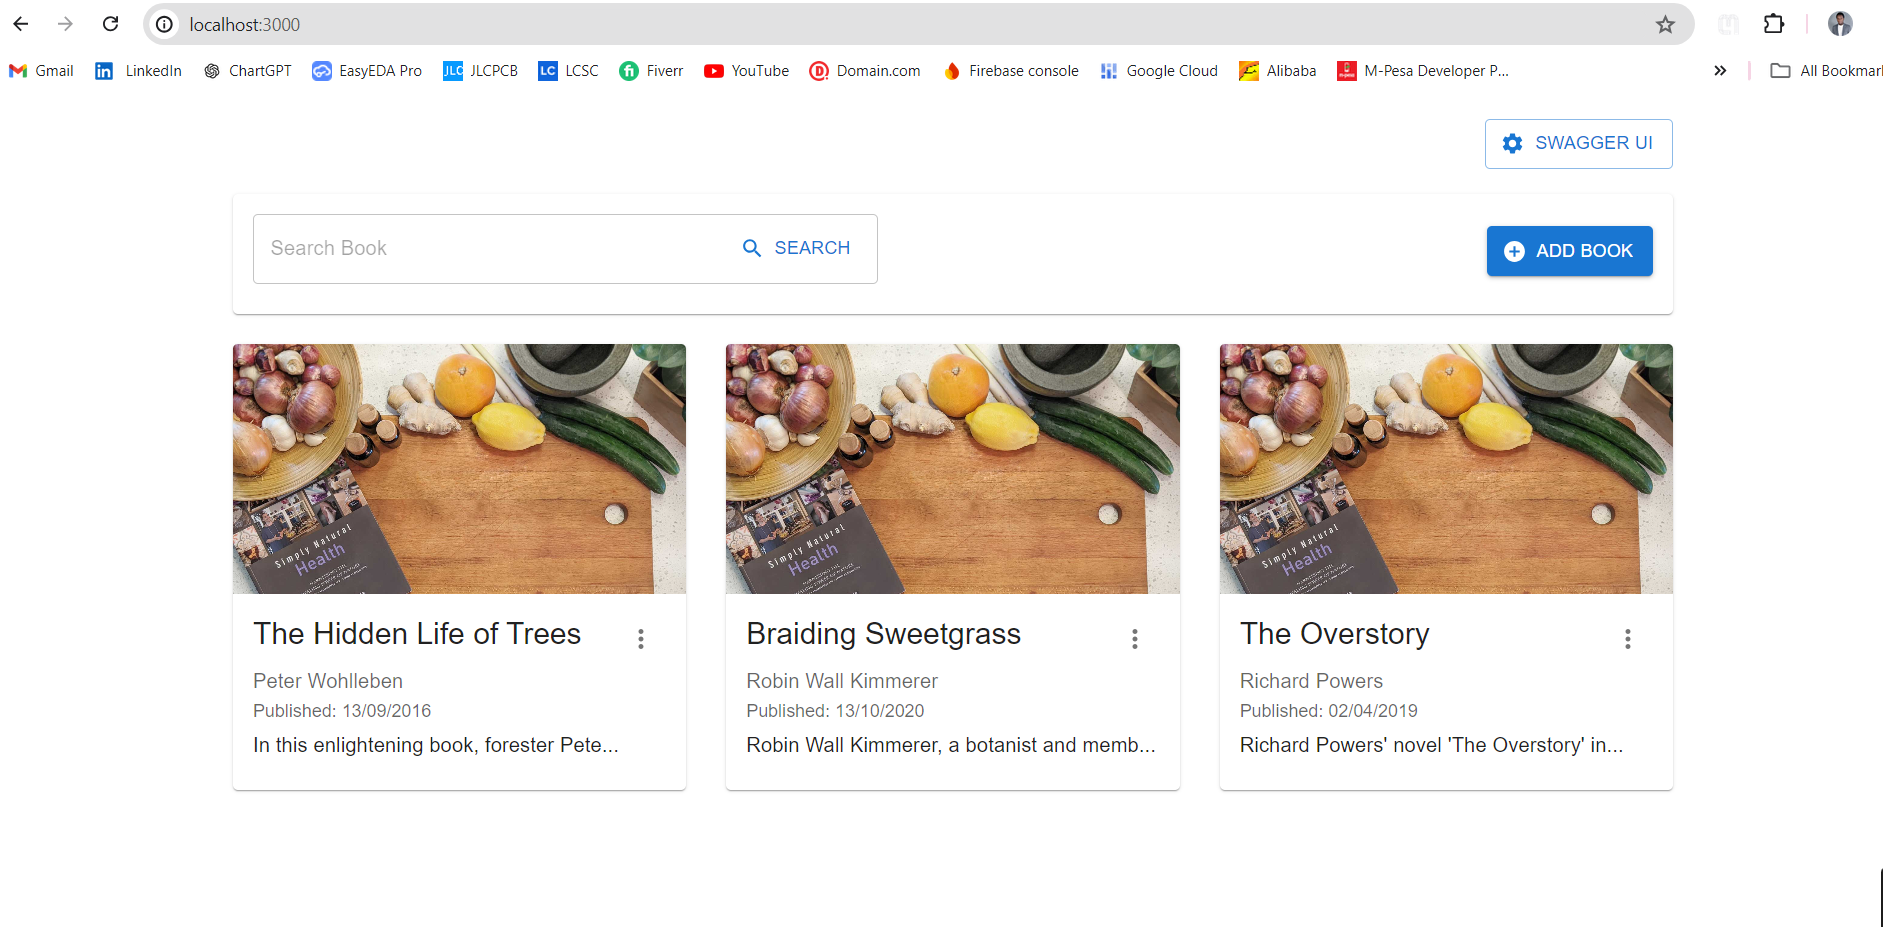 localhost:3000
Gmail LinkedIn ChartGPT EasyEDA Pro JLC JLCPCB LC LCSC fi Fiverr YouTube Domain.com Firebase console Google Cloud Alibaba M-Pesa Developer P... All Bookmar
SWAGGER UI
Search Book SEARCH
ADD BOOK
Simply Natural
Health
Simply Natural
Health
Simply Natural
Health
The Hidden Life of Trees
Peter Wohlleben
Published: 13/09/2016
In this enlightening book, forester Pete...
Braiding Sweetgrass
Robin Wall Kimmerer
Published: 13/10/2020
Robin Wall Kimmerer, a botanist and memb...
The Overstory
Richard Powers
Published: 02/04/2019
Richard Powers' novel 'The Overstory' in...